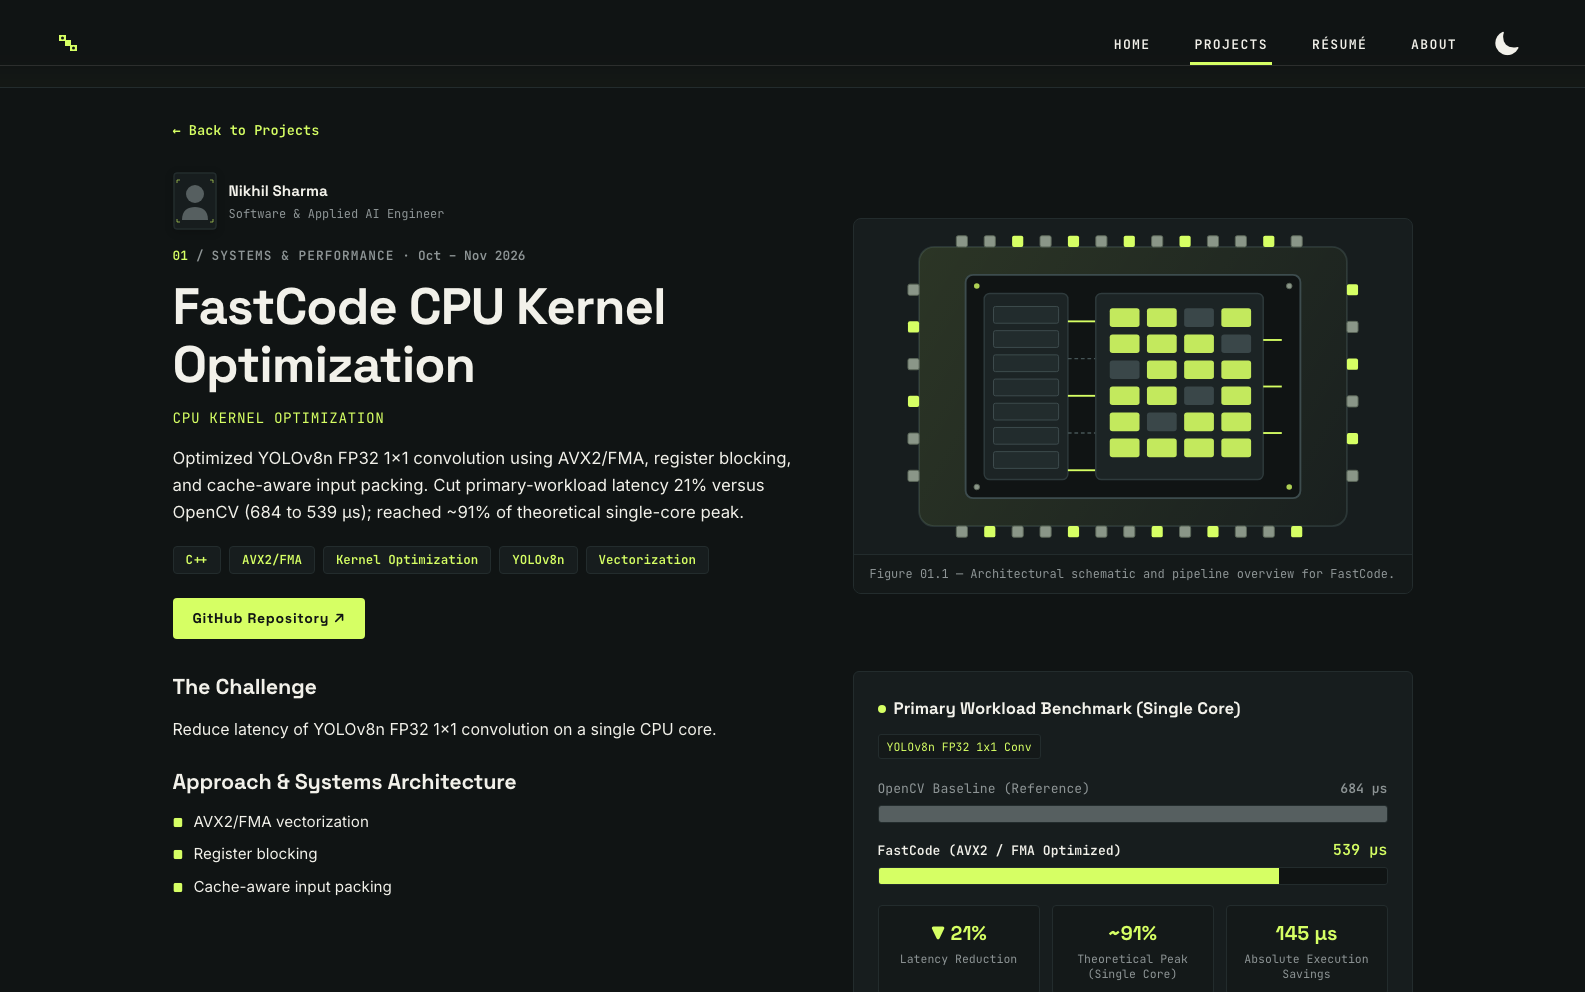 HOME PROJECTS RÉSUMÉ ABOUT
← Back to Projects
Nikhil Sharma
Software & Applied AI Engineer
01 / SYSTEMS & PERFORMANCE · Oct – Nov 2026
FastCode CPU Kernel
Optimization
CPU KERNEL OPTIMIZATION
Optimized YOLOv8n FP32 1×1 convolution using AVX2/FMA, register blocking,
and cache-aware input packing. Cut primary-workload latency 21% versus
OpenCV (684 to 539 µs); reached ~91% of theoretical single-core peak.
C++ AVX2/FMA Kernel Optimization YOLOv8n Vectorization
GitHub Repository ↗
Figure 01.1 — Architectural schematic and pipeline overview for FastCode.
The Challenge
Reduce latency of YOLOv8n FP32 1×1 convolution on a single CPU core.
Approach & Systems Architecture
AVX2/FMA vectorization
Register blocking
Cache-aware input packing
Primary Workload Benchmark (Single Core)
YOLOv8n FP32 1x1 Conv
OpenCV Baseline (Reference) 684 µs
FastCode (AVX2 / FMA Optimized) 539 µs
▼ 21%
Latency Reduction
~91%
Theoretical Peak
(Single Core)
145 µs
Absolute Execution
Savings